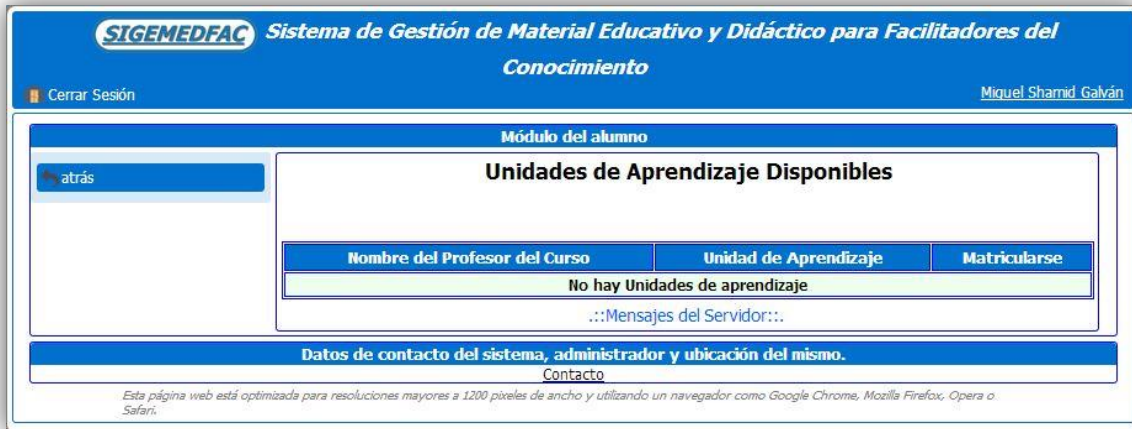 SIGEMEDFAC Sistema de Gestión de Material Educativo y Didáctico para Facilitadores del
Conocimiento
Cerrar Sesión
Miguel Shamid Galván
Módulo del alumno
atrás
Unidades de Aprendizaje Disponibles
Nombre del Profesor del Curso Unidad de Aprendizaje Matricularse
No hay Unidades de aprendizaje
.::Mensajes del Servidor::.
Datos de contacto del sistema, administrador y ubicación del mismo.
Contacto
Esta página web está optimizada para resoluciones mayores a 1200 pixeles de ancho y utilizando un navegador como Google Chrome, Mozilla Firefox, Opera o
Safari.